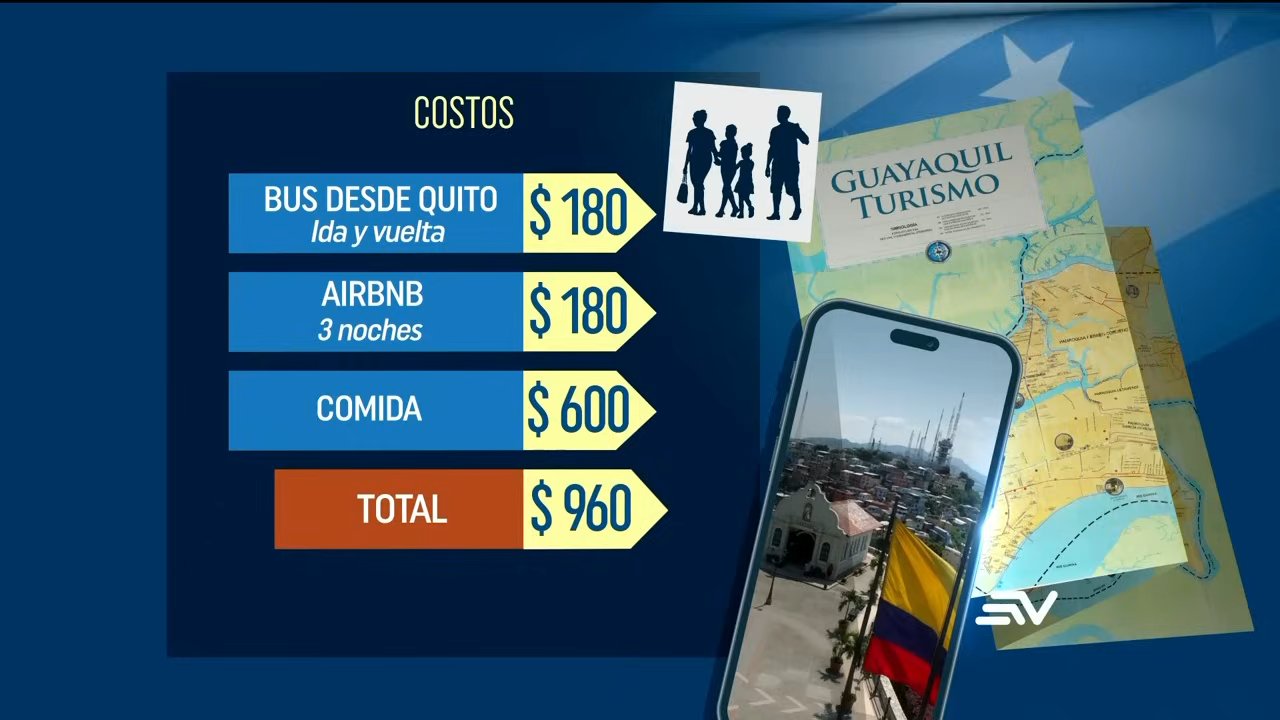 COSTOS
BUS DESDE QUITO
Ida y vuelta
$ 180
AIRBNB
3 noches
$ 180
COMIDA
$ 600
TOTAL
$ 960
GUAYAQUIL
TURISMO